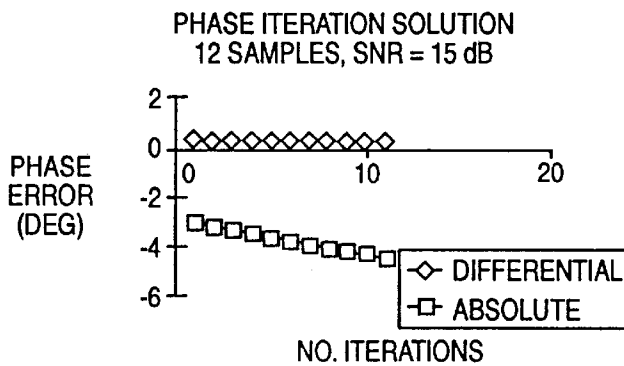 PHASE ITERATION SOLUTION
12 SAMPLES, SNR = 15 dB
2
0
-2
-4
-6
PHASE
ERROR
(DEG)
0 10 20
DIFFERENTIAL
ABSOLUTE
NO. ITERATIONS